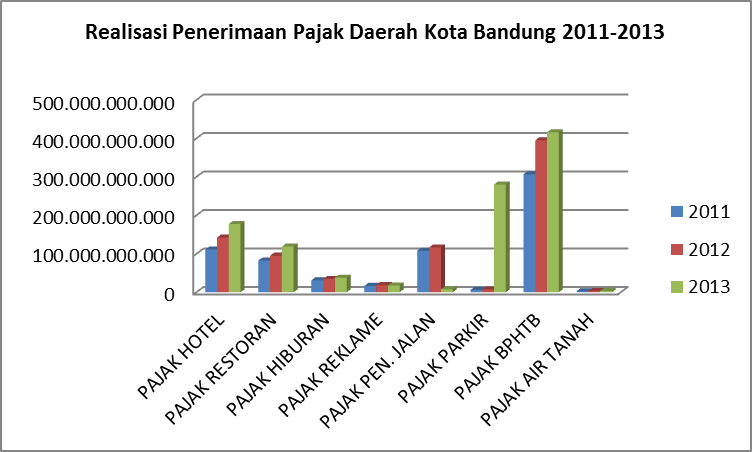 Realisasi Penerimaan Pajak Daerah Kota Bandung 2011-2013
500.000.000.000
400.000.000.000
300.000.000.000
200.000.000.000
100.000.000.000
0
2011
2012
2013
PAJAK HOTEL
PAJAK RESTORAN
PAJAK HIBURAN
PAJAK REKLAME
PAJAK PEN. JALAN
PAJAK PARKIR
PAJAK BPHTB
PAJAK AIR TANAH